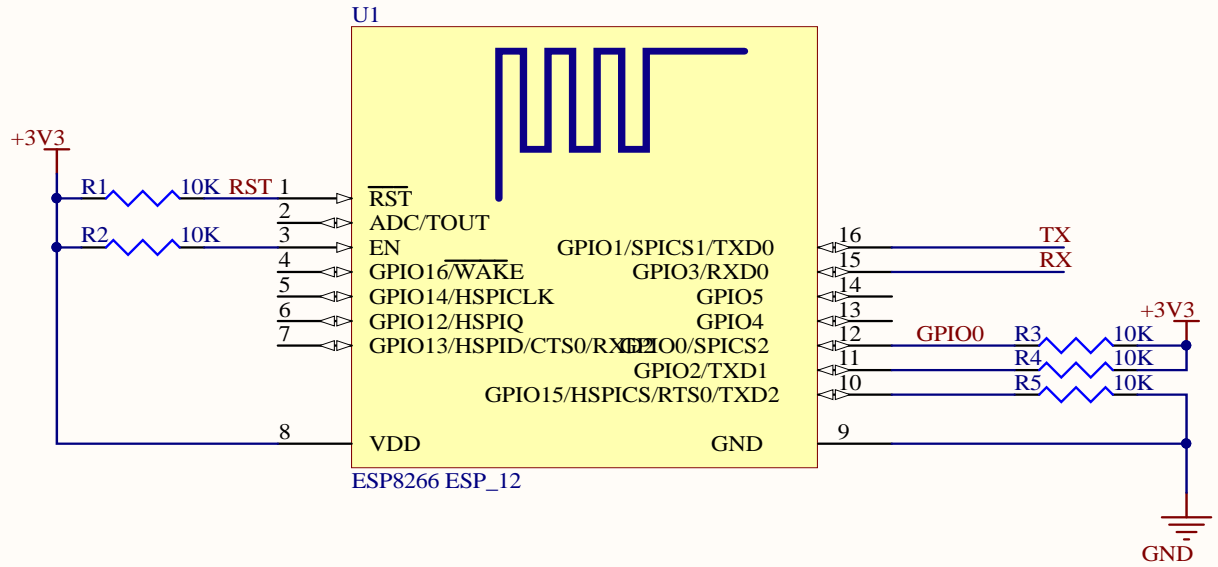 U1
+3V3
R1 10K RST 1 RST
2 ADC/TOUT
R2 10K 3 EN
GPIO1/SPICS1/TXD0 16 TX
4 GPIO16/WAKE
GPIO3/RXD0 15 RX
5 GPIO14/HSPICLK
GPIO5 14
6 GPIO12/HSPIQ
GPIO4 13
+3V3
7 GPIO13/HSPID/CTS0/RXD2
GPIO0/SPICS2 12 GPIO0 R3 10K
GPIO2/TXD1 11 R4 10K
GPIO15/HSPICS/RTS0/TXD2 10 R5 10K
8 VDD
GND 9
ESP8266 ESP_12
GND